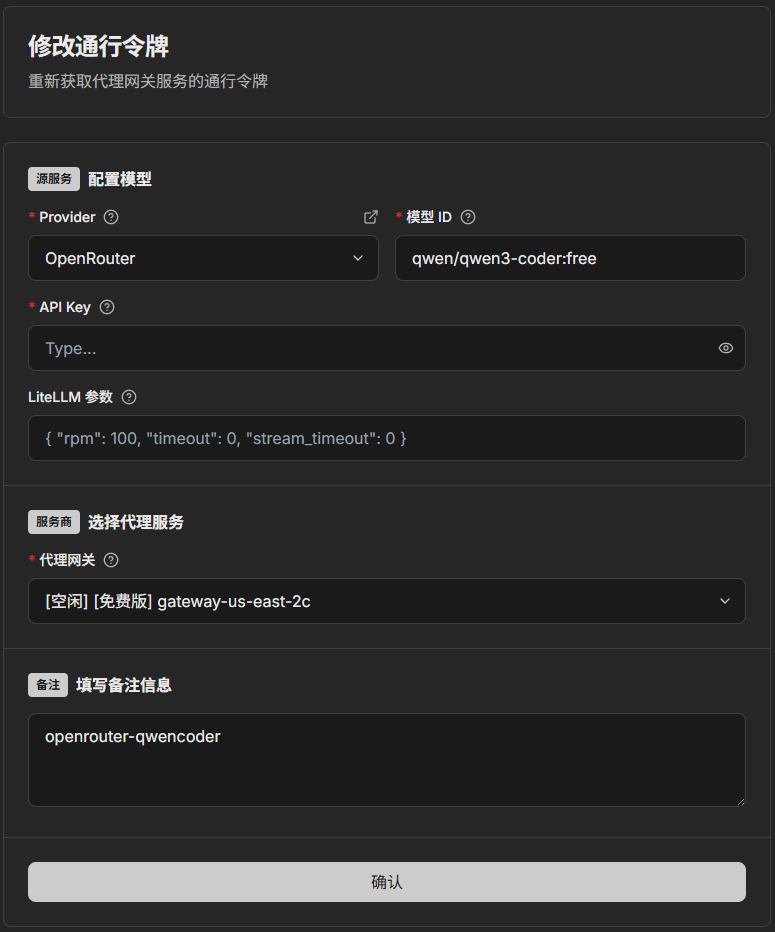 修改通行令牌
重新获取代理网关服务的通行令牌
源服务 配置模型
* Provider
* 模型 ID
OpenRouter
qwen/qwen3-coder:free
* API Key
Type...
LiteLLM 参数
{ "rpm": 100, "timeout": 0, "stream_timeout": 0 }
服务商 选择代理服务
* 代理网关
[空闲] [免费版] gateway-us-east-2c
备注 填写备注信息
openrouter-qwencoder
确认